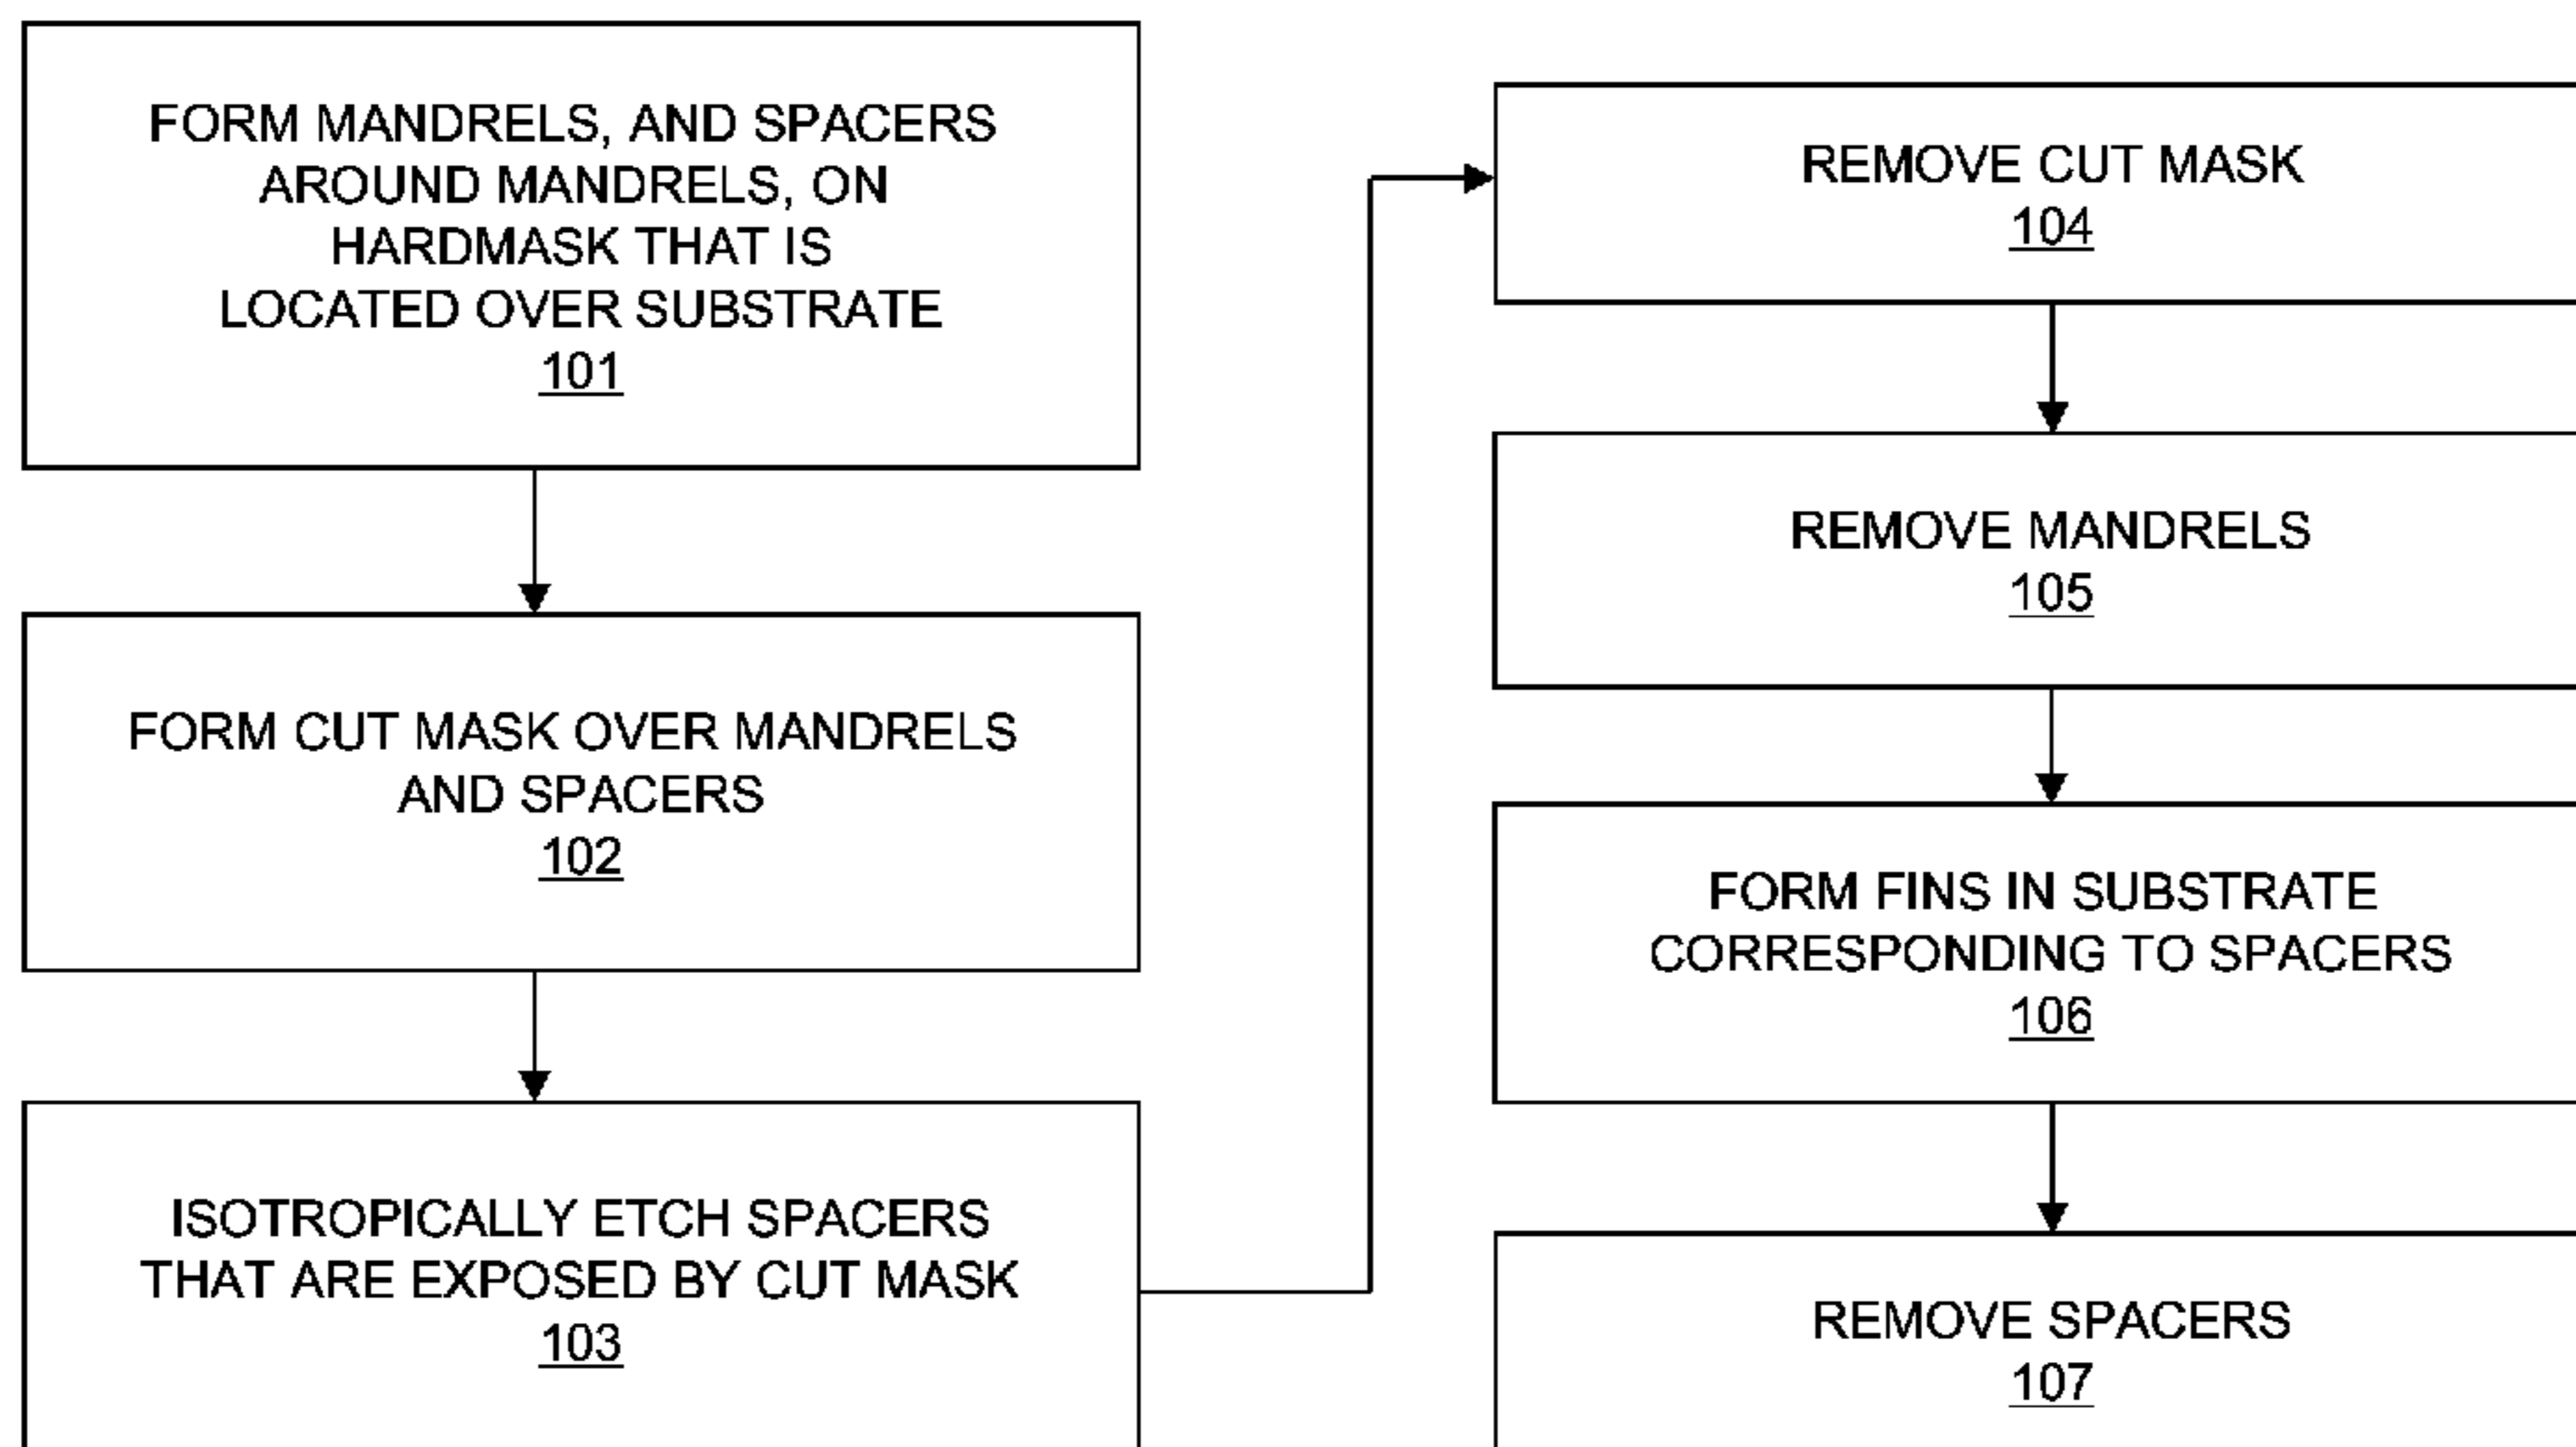 FORM MANDRELS, AND SPACERS
AROUND MANDRELS, ON
HARDMASK THAT IS
LOCATED OVER SUBSTRATE
101
FORM CUT MASK OVER MANDRELS
AND SPACERS
102
ISOTROPICALLY ETCH SPACERS
THAT ARE EXPOSED BY CUT MASK
103
REMOVE CUT MASK
104
REMOVE MANDRELS
105
FORM FINS IN SUBSTRATE
CORRESPONDING TO SPACERS
106
REMOVE SPACERS
107